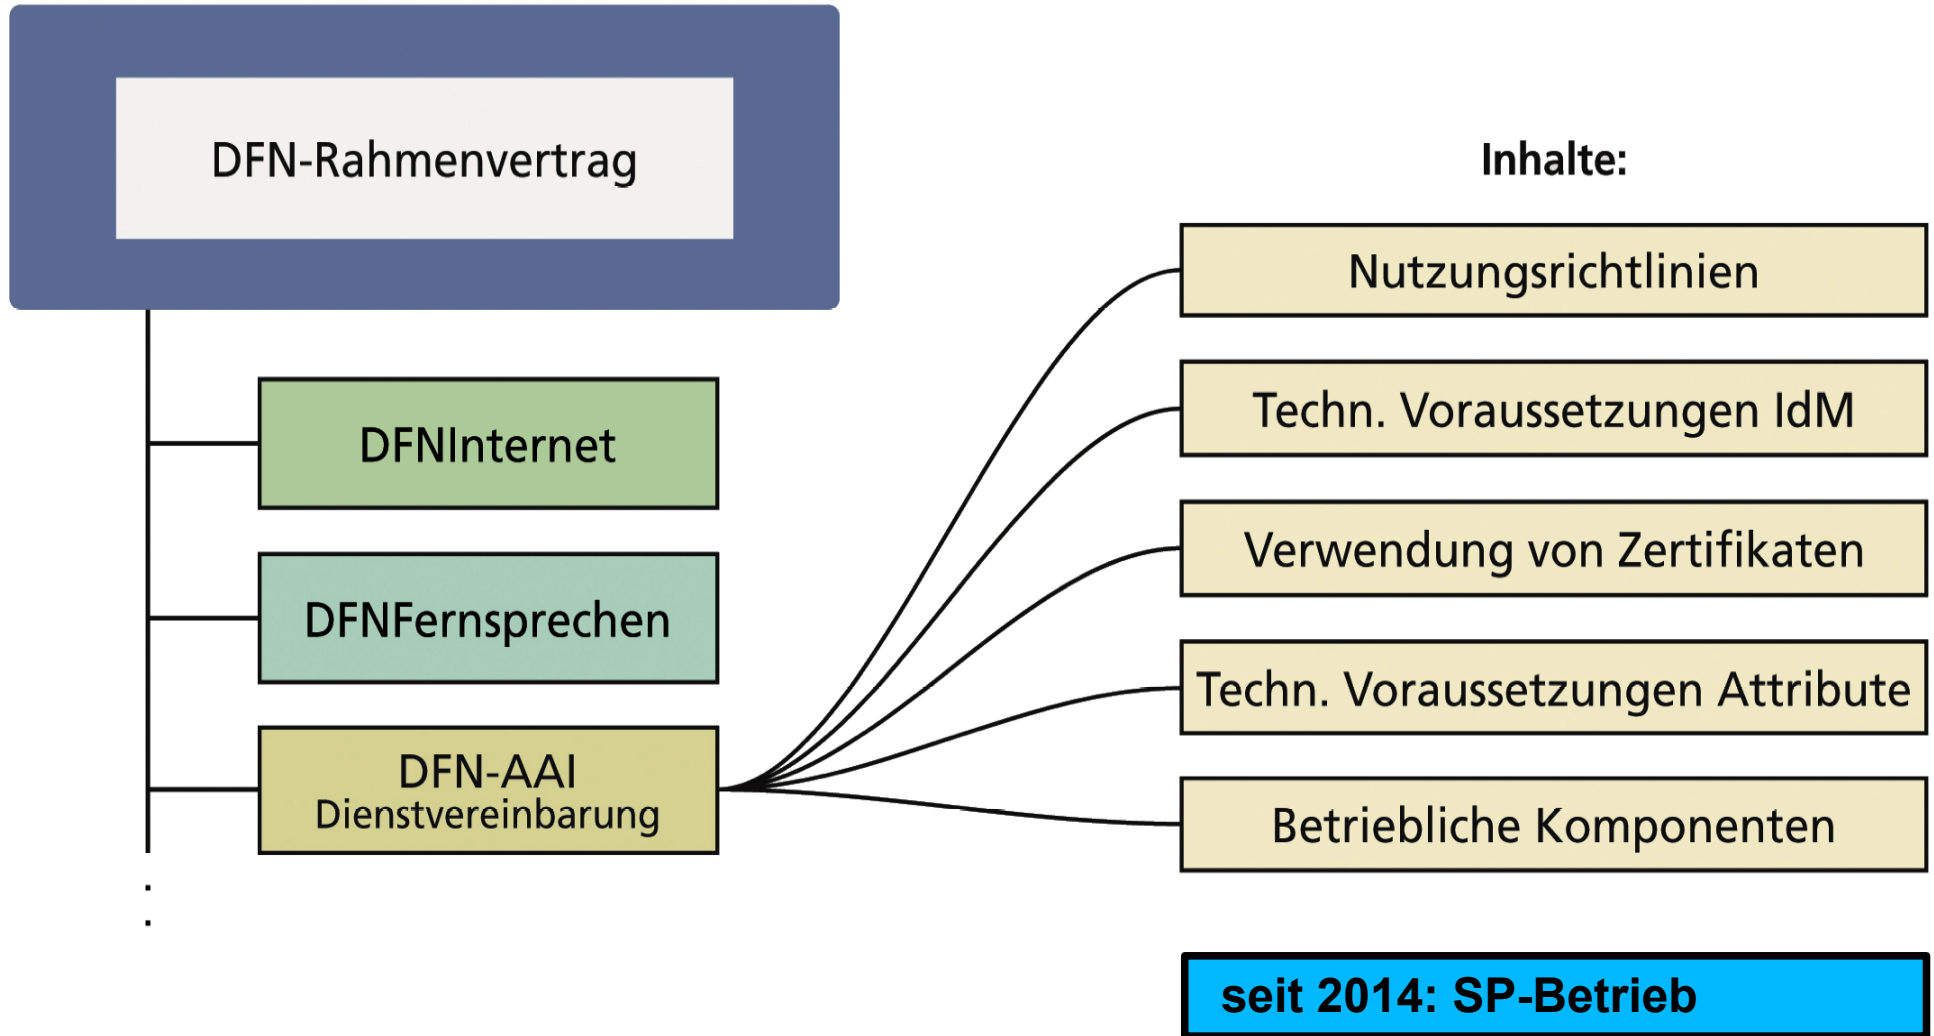 DFN-Rahmenvertrag
DFNInternet
DFNFernsprechen
DFN-AAI
Dienstvereinbarung
Inhalte:
Nutzungsrichtlinien
Techn. Voraussetzungen IdM
Verwendung von Zertifikaten
Techn. Voraussetzungen Attribute
Betriebliche Komponenten
seit 2014: SP-Betrieb